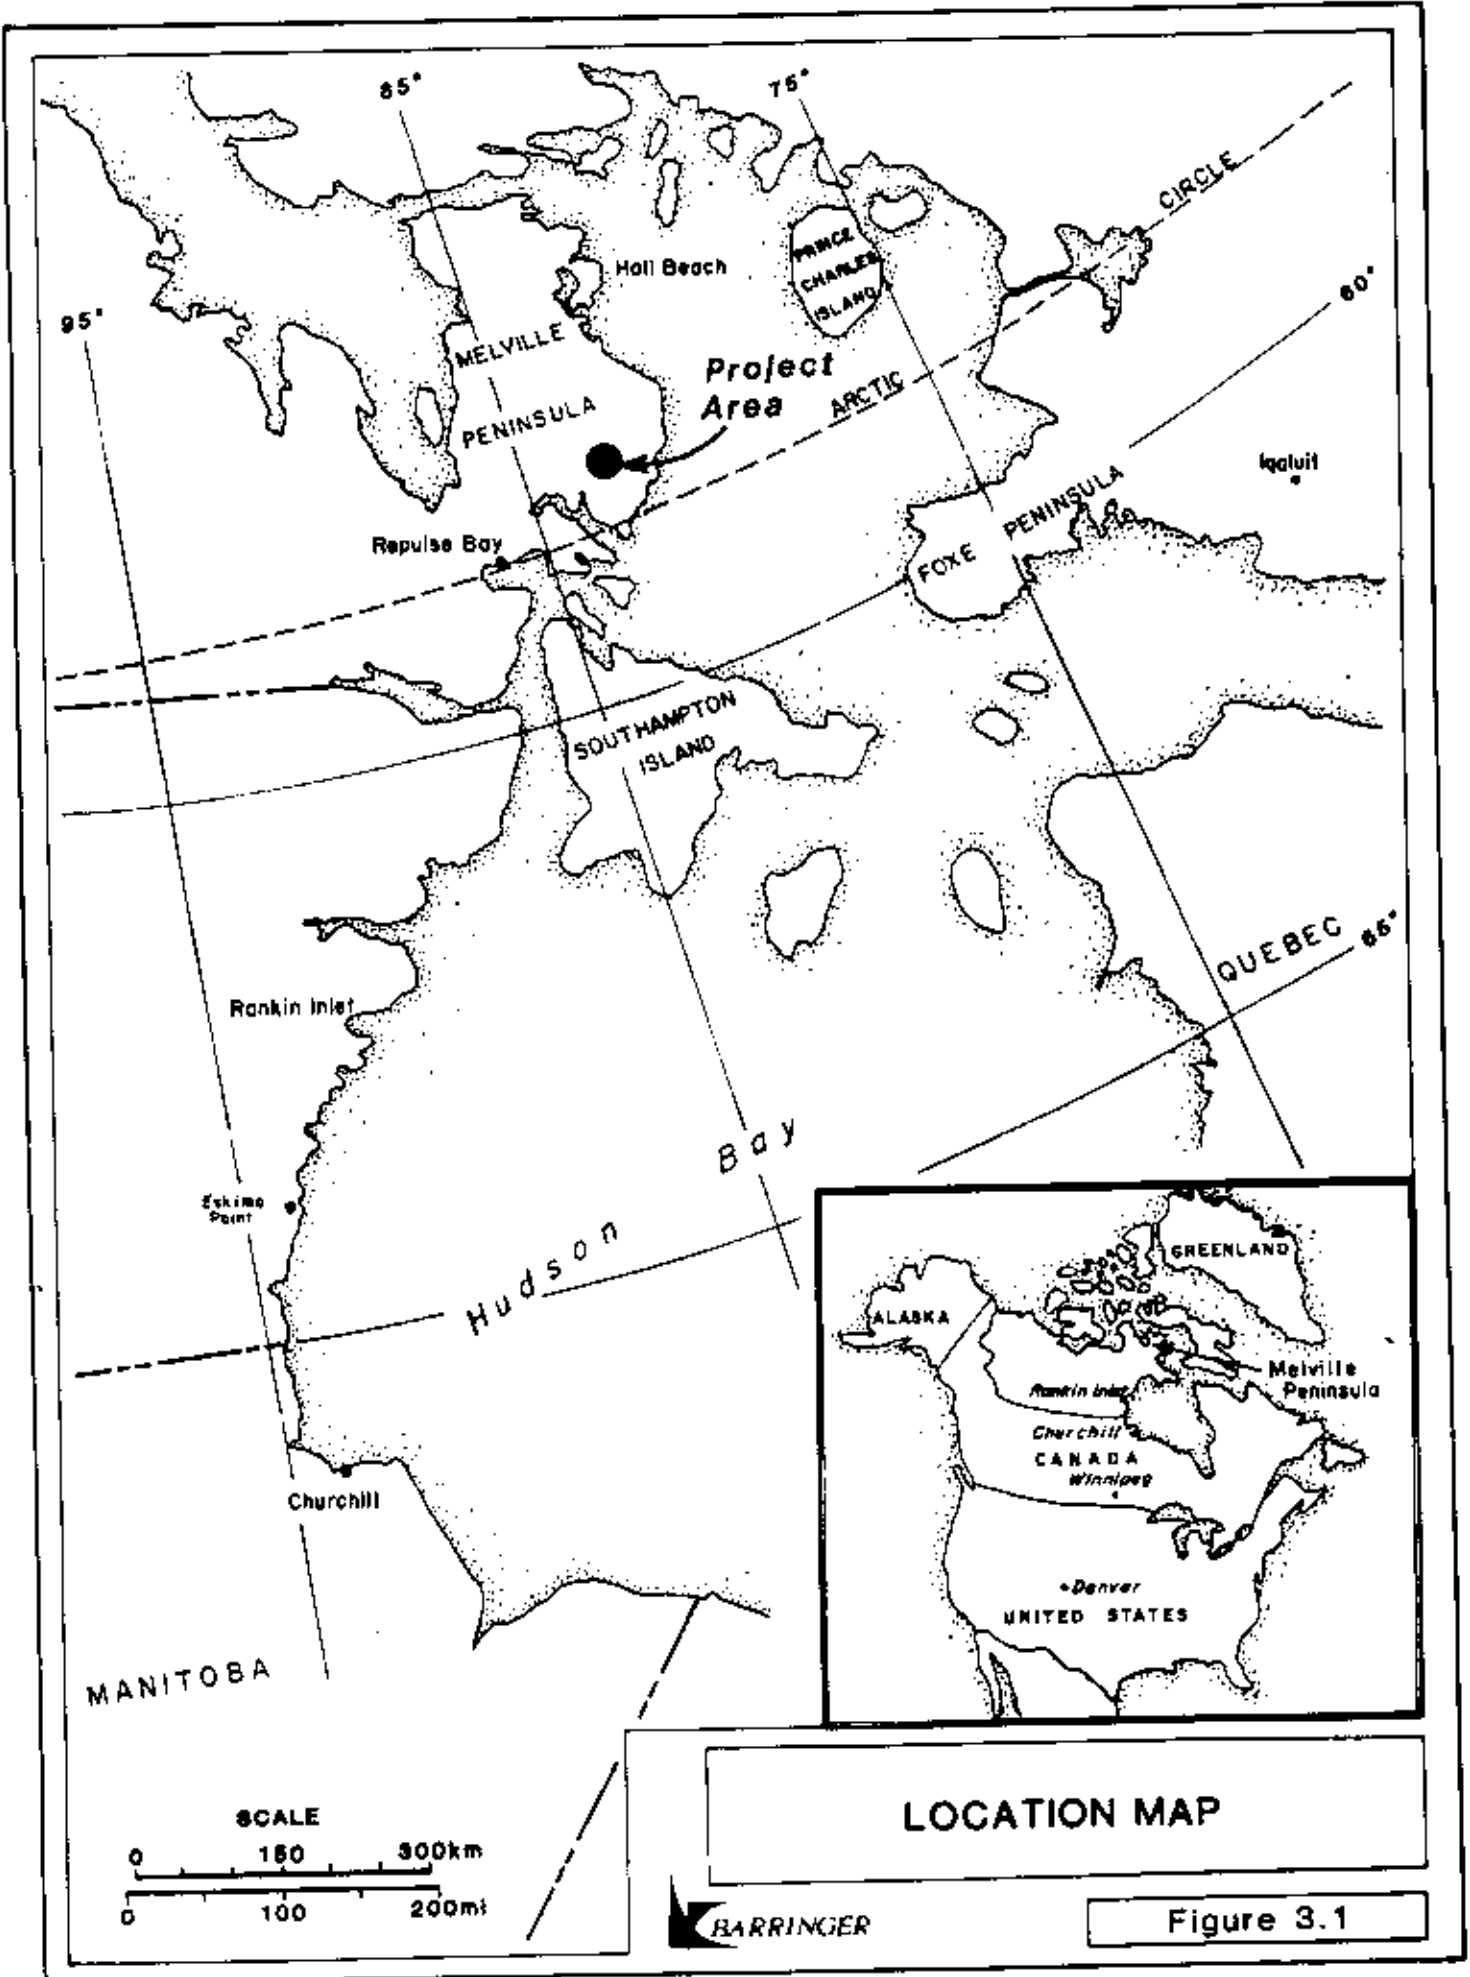 85°
75°
CIRCLE
PRINCE
CHARLES
ISLAND
Hall Beach
60°
95°
MELVILLE
Project
Area
ARCTIC
PENINSULA
Iqaluit
PENINSULA
FOXE
Repulse Bay
SOUTHAMPTON
ISLAND
QUEBEC
65°
Rankin Inlet
Bay
Eskimo
Point
Hudson
GREENLAND
ALASKA
Melville
Peninsula
Rankin Inlet
Churchill
CANADA
Winnipeg
Churchill
Denver
UNITED STATES
MANITOBA
SCALE
0 150 300km
0 100 200mi
LOCATION MAP
BARRINGER
Figure 3.1